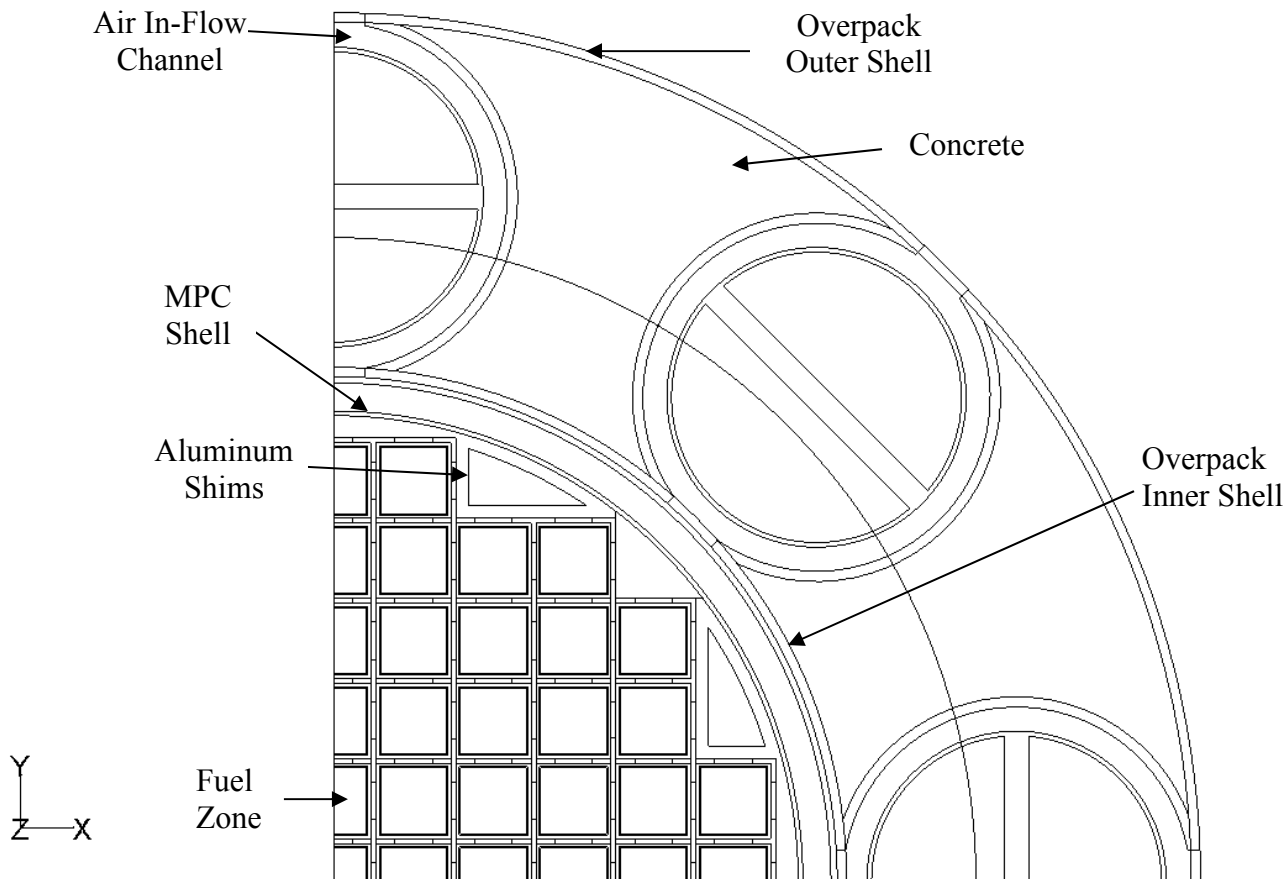 Air In-Flow
Channel
Overpack
Outer Shell
Concrete
MPC
Shell
Aluminum
Shims
Overpack
Inner Shell
Fuel
Zone
Y
Z
X